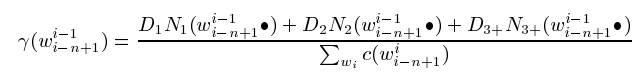 γ(w_{i-n+1}^{i-1}) = \frac{D_1 N_1(w_{i-n+1}^{i-1} ●) + D_2 N_2(w_{i-n+1}^{i-1} ●) + D_{3+} N_{3+}(w_{i-n+1}^{i-1} ●)}{\sum_{w_i} c(w_{i-n+1}^{i})}